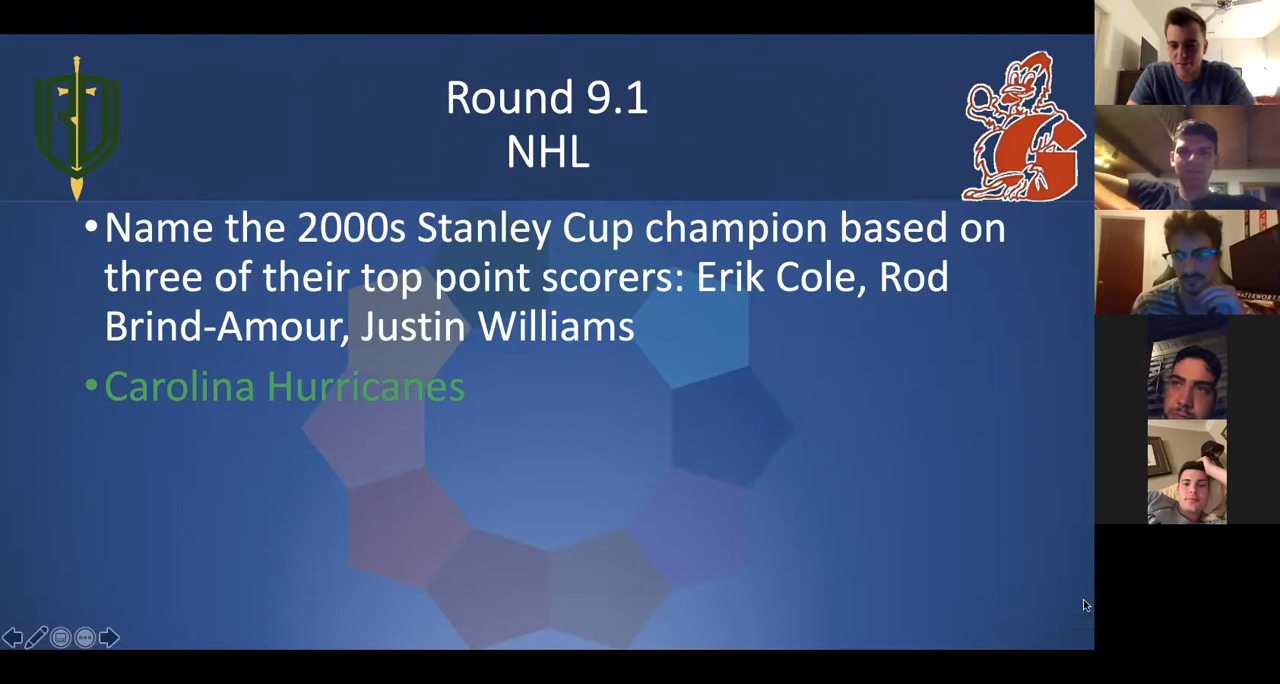 Round 9.1
NHL
•Name the 2000s Stanley Cup champion based on
three of their top point scorers: Erik Cole, Rod
Brind-Amour, Justin Williams
•Carolina Hurricanes